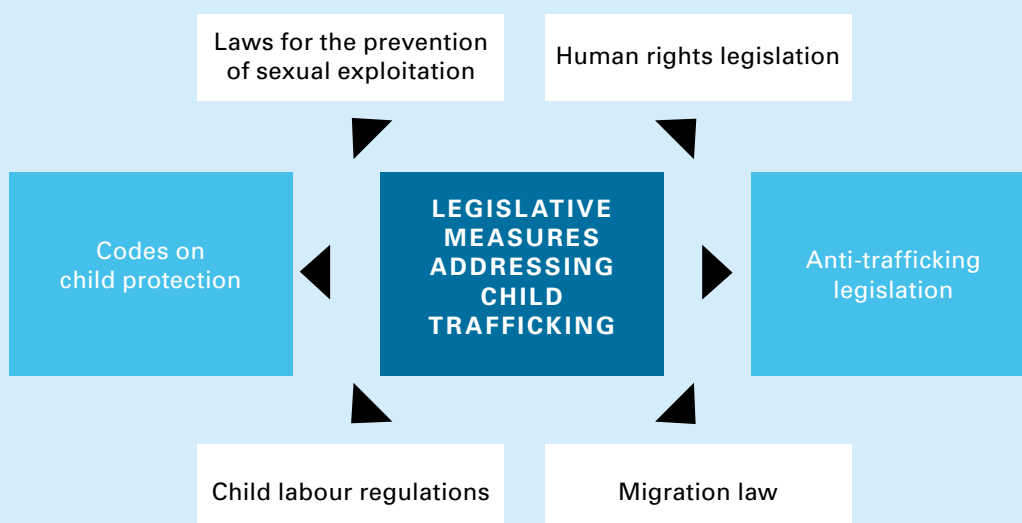 Laws for the prevention
of sexual exploitation
Human rights legislation
Codes on
child protection
LEGISLATIVE
MEASURES
ADDRESSING
CHILD
TRAFFICKING
Anti-trafficking
legislation
Child labour regulations
Migration law